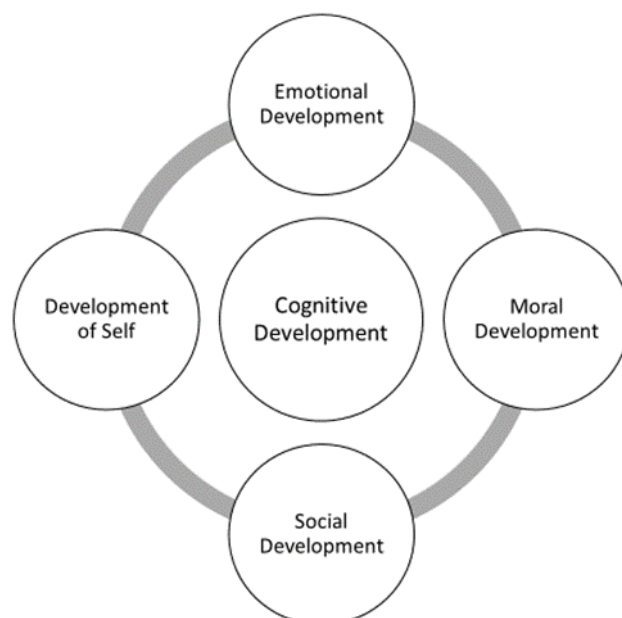 Emotional
Development
Development
of Self
Cognitive
Development
Moral
Development
Social
Development